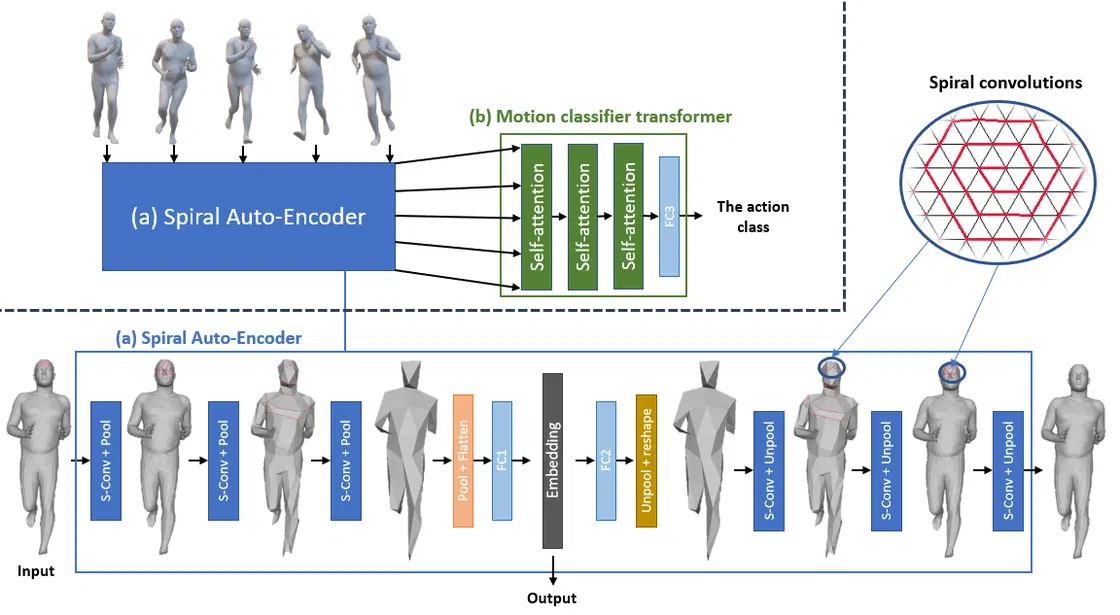 Spiral convolutions
(b) Motion classifier transformer
(a) Spiral Auto-Encoder
Self-attention
Self-attention
Self-attention
FC3
The action
class
(a) Spiral Auto-Encoder
S-Conv + Pool
S-Conv + Pool
S-Conv + Pool
Pool + Flatten
FC1
Embedding
FC2
Unpool + reshape
S-Conv + Unpool
S-Conv + Unpool
S-Conv + Unpool
Input
Output